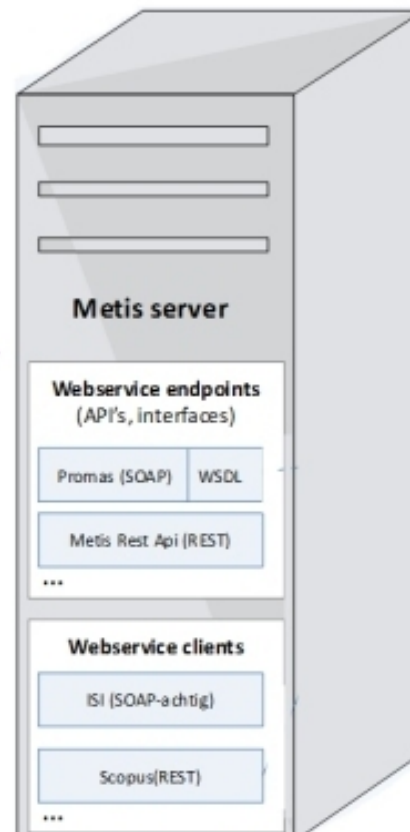 Metis server
Webservice endpoints
(API's, interfaces)
Promas (SOAP) WSDL
Metis Rest Api (REST)
...
Webservice clients
ISI (SOAP-achtig)
Scopus(REST)
...